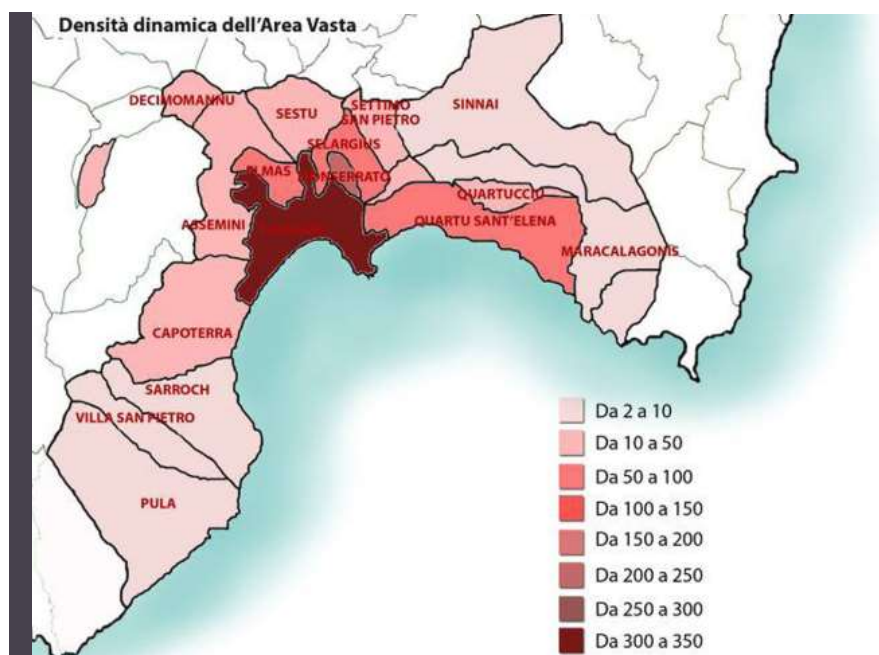 Densità dinamica dell'Area Vasta
DECIMOMANNU
SESTU
SETTIMO
SAN PIETRO
SINNAI
SELARGIUS
ELMAS
MONSERRATO
QUARTUCCIU
ASSEMINI
QUARTU SANT'ELENA
MARACALAGONIS
CAPOTERRA
SARROCH
VILLA SAN PIETRO
PULA
Da 2 a 10
Da 10 a 50
Da 50 a 100
Da 100 a 150
Da 150 a 200
Da 200 a 250
Da 250 a 300
Da 300 a 350